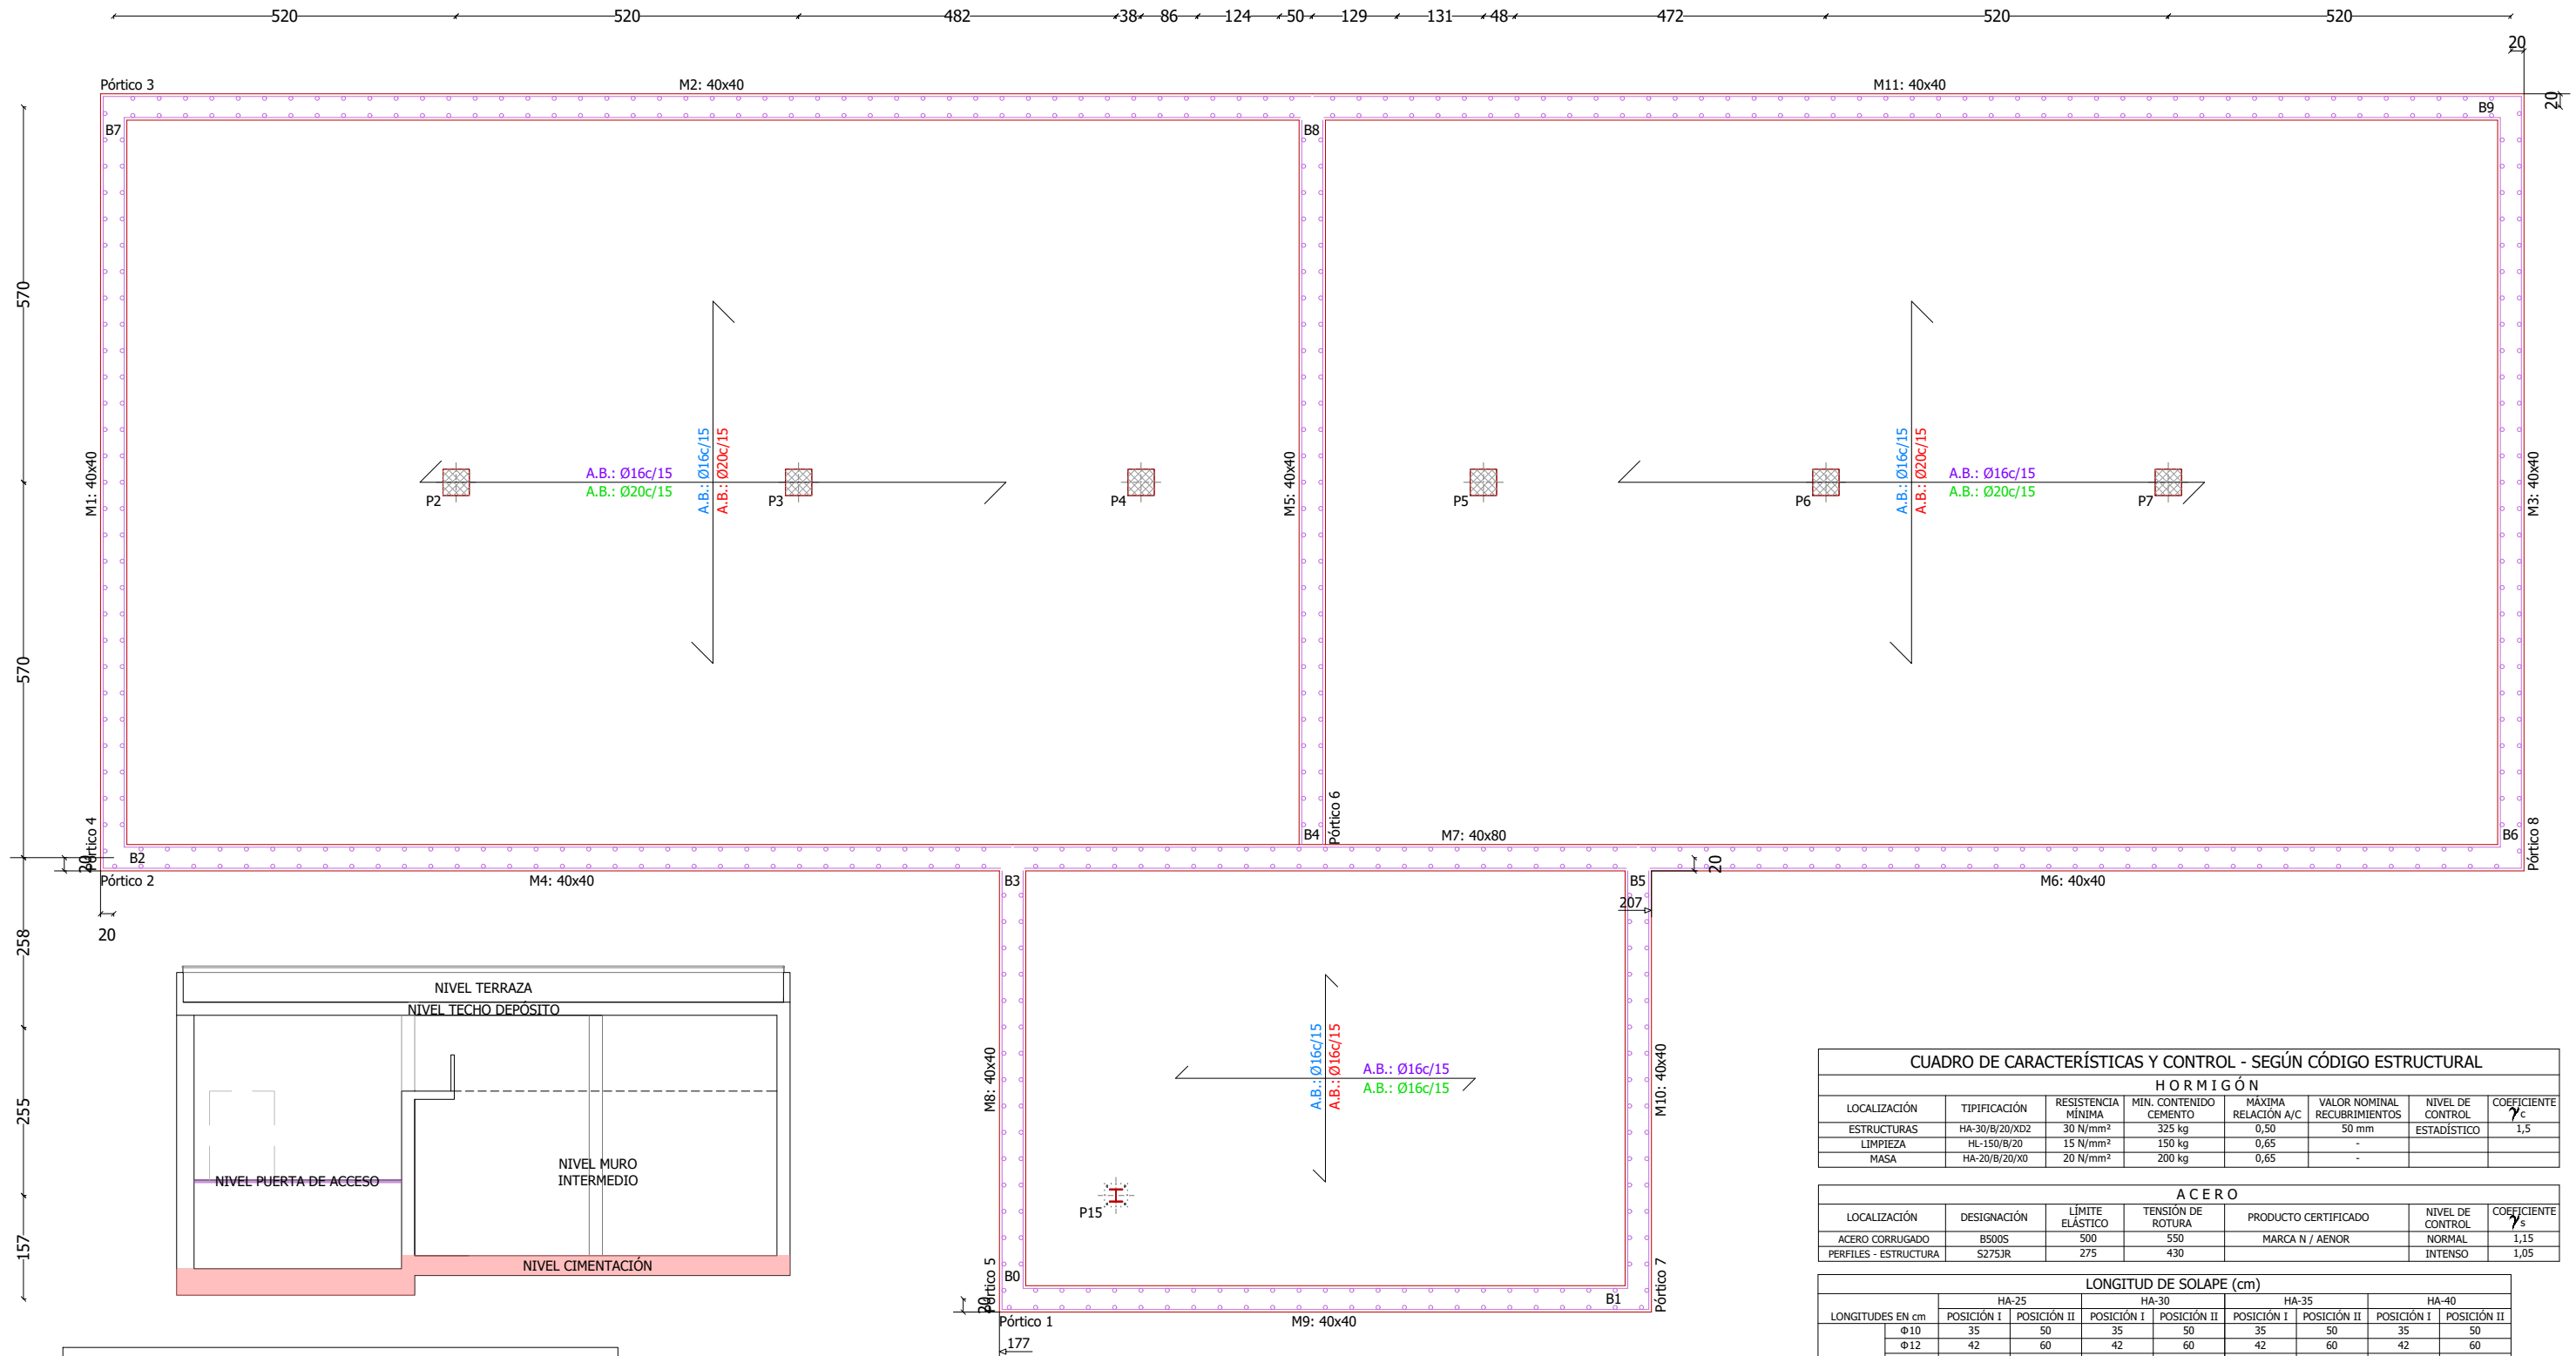 520 520 482 38 86 124 50 129 131 48 472 520 520
20
Pórtico 3 M2: 40x40 M11: 40x40
20
B7 B8 B9
570
M1: 40x40
A.B.: Ø16c/15
A.B.: Ø20c/15
A.B.: Ø16c/15
A.B.: Ø20c/15
P2 P3 P4
M5: 40x40
P5 P6 P7
A.B.: Ø16c/15
A.B.: Ø20c/15
A.B.: Ø16c/15
A.B.: Ø20c/15
M3: 40x40
570
Pórtico 4
Pórtico 6
Pórtico 8
B2 B4 M7: 40x80 B6
20
Pórtico 2 M4: 40x40 B3 B5 20 M6: 40x40
207
20
258
NIVEL TERRAZA
NIVEL TECHO DEPÓSITO
NIVEL PUERTA DE ACCESO
NIVEL MURO
INTERMEDIO
NIVEL CIMENTACIÓN
255
157
M8: 40x40
A.B.: Ø16c/15
A.B.: Ø16c/15
A.B.: Ø16c/15
A.B.: Ø16c/15
M10: 40x40
P15
Pórtico 5
Pórtico 7
B0 B1
20
Pórtico 1 M9: 40x40
177
CUADRO DE CARACTERÍSTICAS Y CONTROL - SEGÚN CÓDIGO ESTRUCTURAL
HORMIGÓN
LOCALIZACIÓN TIPIFICACIÓN RESISTENCIA MÍNIMA MIN. CONTENIDO CEMENTO MÁXIMA RELACIÓN A/C VALOR NOMINAL RECUBRIMIENTOS NIVEL DE CONTROL COEFICIENTE γc
ESTRUCTURAS HA-30/B/20/XD2 30 N/mm² 325 kg 0,50 50 mm ESTADÍSTICO 1,5
LIMPIEZA HL-150/B/20 15 N/mm² 150 kg 0,65 -
MASA HA-20/B/20/X0 20 N/mm² 200 kg 0,65 -
ACERO
LOCALIZACIÓN DESIGNACIÓN LÍMITE ELÁSTICO TENSIÓN DE ROTURA PRODUCTO CERTIFICADO NIVEL DE CONTROL COEFICIENTE γs
ACERO CORRUGADO B500S 500 550 MARCA N / AENOR NORMAL 1,15
PERFILES - ESTRUCTURA S275JR 275 430 INTENSO 1,05
LONGITUD DE SOLAPE (cm)
HA-25 HA-30 HA-35 HA-40
LONGITUDES EN cm POSICIÓN I POSICIÓN II POSICIÓN I POSICIÓN II POSICIÓN I POSICIÓN II POSICIÓN I POSICIÓN II
Φ10 35 50 35 50 35 50 35 50
Φ12 42 60 42 60 42 60 42 60